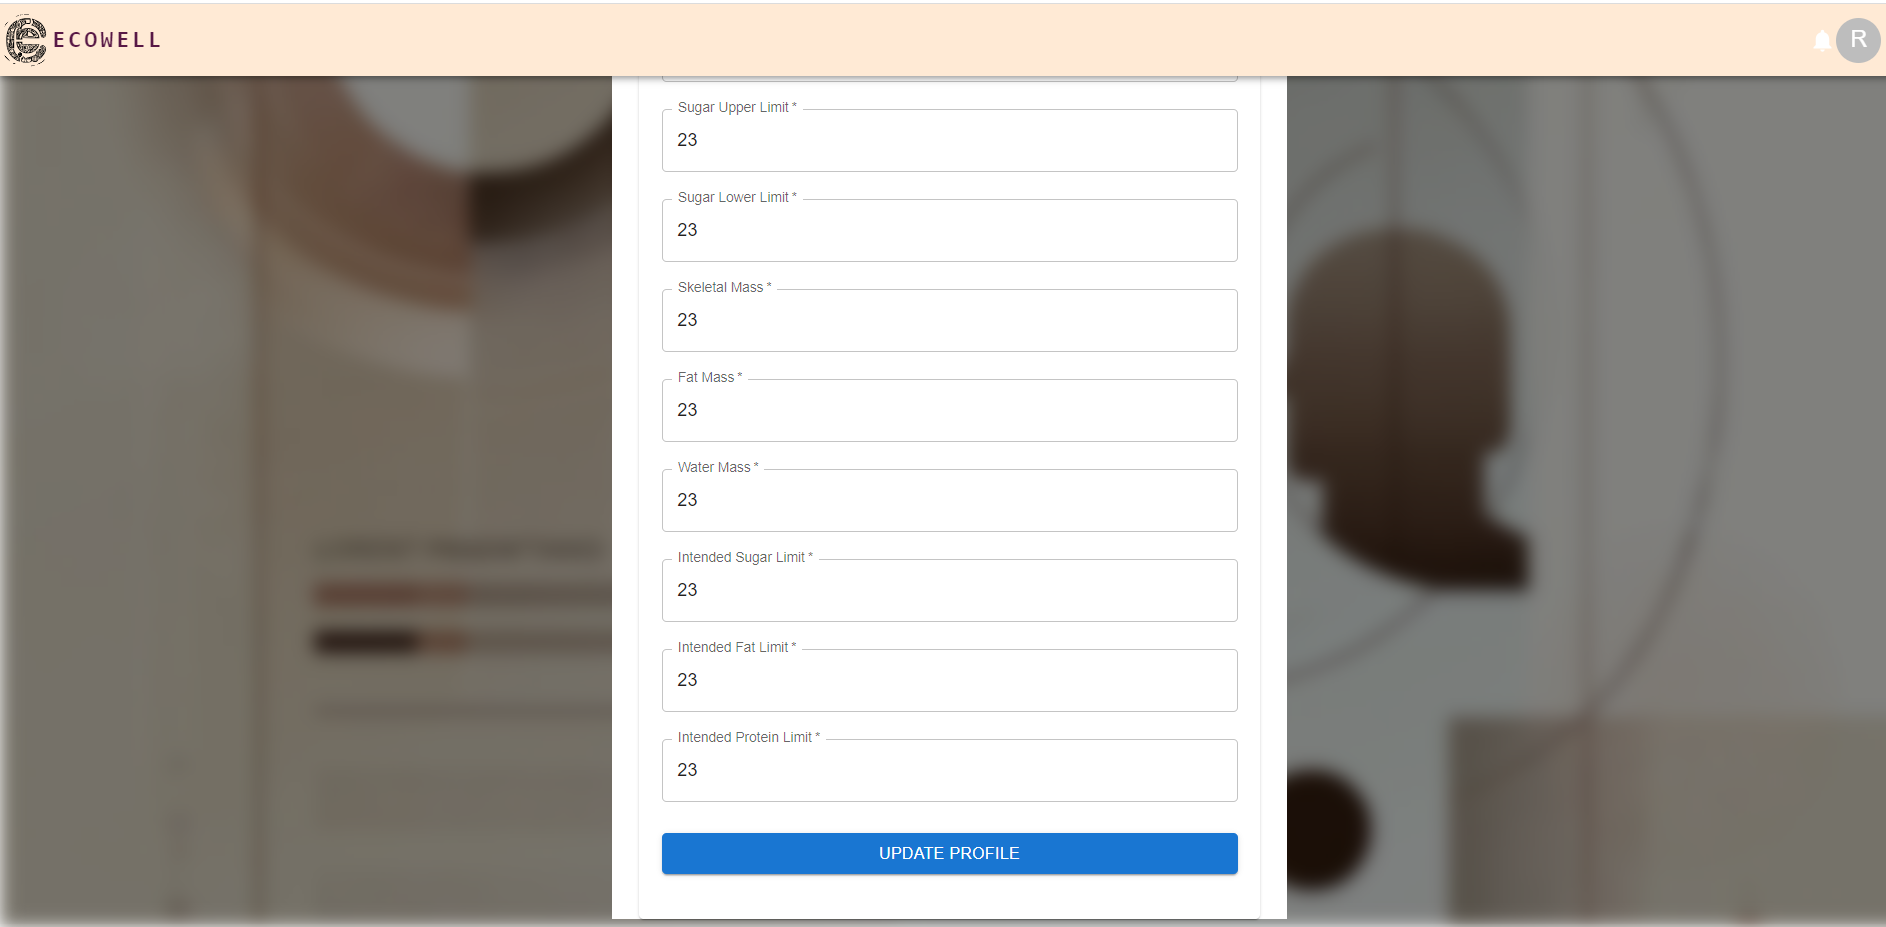 ECOWELL
R
Sugar Upper Limit *
23
Sugar Lower Limit *
23
Skeletal Mass *
23
Fat Mass *
23
Water Mass *
23
Intended Sugar Limit *
23
Intended Fat Limit *
23
Intended Protein Limit *
23
UPDATE PROFILE